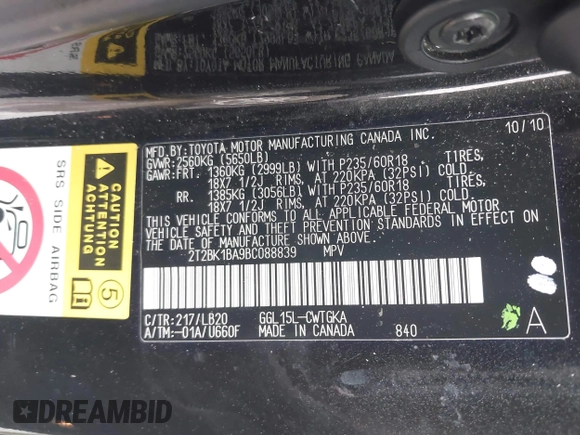 MFD.BY:TOYOTA MOTOR MANUFACTURING CANADA INC. 10/10
GVWR:2560KG (5650LB)
GAWR:FRT. 1360KG (2999LB) WITH P235/60R18 TIRES,
18X7 1/2J RIMS, AT 220KPA (32PSI) COLD
RR. 1385KG (3056LB) WITH P235/60R18 TIRES,
18X7 1/2J RIMS, AT 220KPA (32PSI) COLD
THIS VEHICLE CONFORMS TO ALL APPLICABLE FEDERAL MOTOR
VEHICLE SAFETY AND THEFT PREVENTION STANDARDS IN EFFECT ON
THE DATE OF MANUFACTURE SHOWN ABOVE.
2T2BK1BA9BC088839 MPV
C/TR:217/LB20 GGL15L-CWTGKA
A/TM:-01A/U660F MADE IN CANADA 840
A
SRS SIDE AIRBAG
CAUTION
ATTENTION
ACHTUNG
5
i
DREAMBID